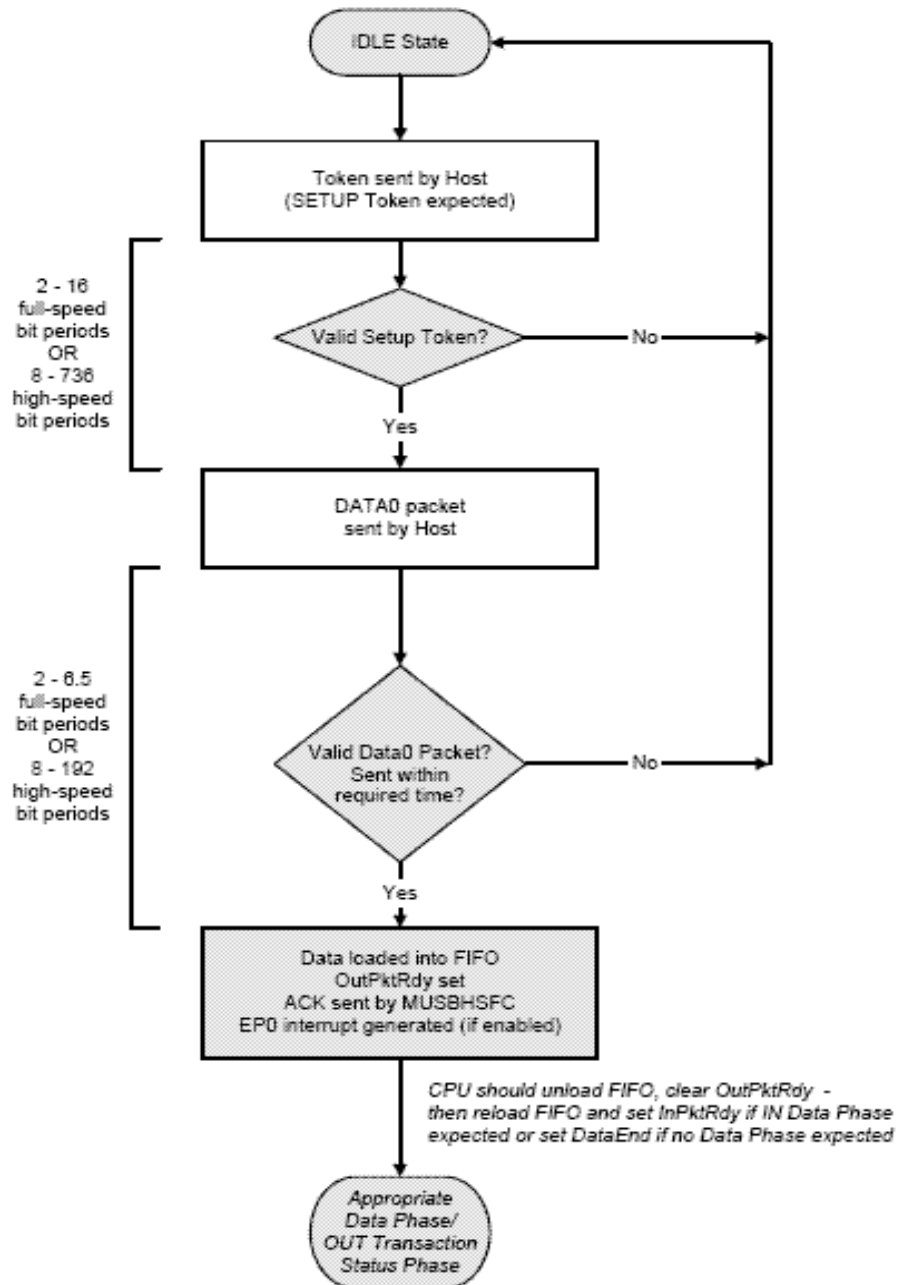 IDLE State
Token sent by Host
(SETUP Token expected)
2 - 16
full-speed
bit periods
OR
8 - 736
high-speed
bit periods
Valid Setup Token?
No
Yes
DATA0 packet
sent by Host
2 - 6.5
full-speed
bit periods
OR
8 - 192
high-speed
bit periods
Valid Data0 Packet?
Sent within
required time?
No
Yes
Data loaded into FIFO
OutPktRdy set
ACK sent by MUSBHSFC
EP0 interrupt generated (if enabled)
CPU should unload FIFO, clear OutPktRdy -
then reload FIFO and set InPktRdy if IN Data Phase
expected or set DataEnd if no Data Phase expected
Appropriate
Data Phase/
OUT Transaction
Status Phase